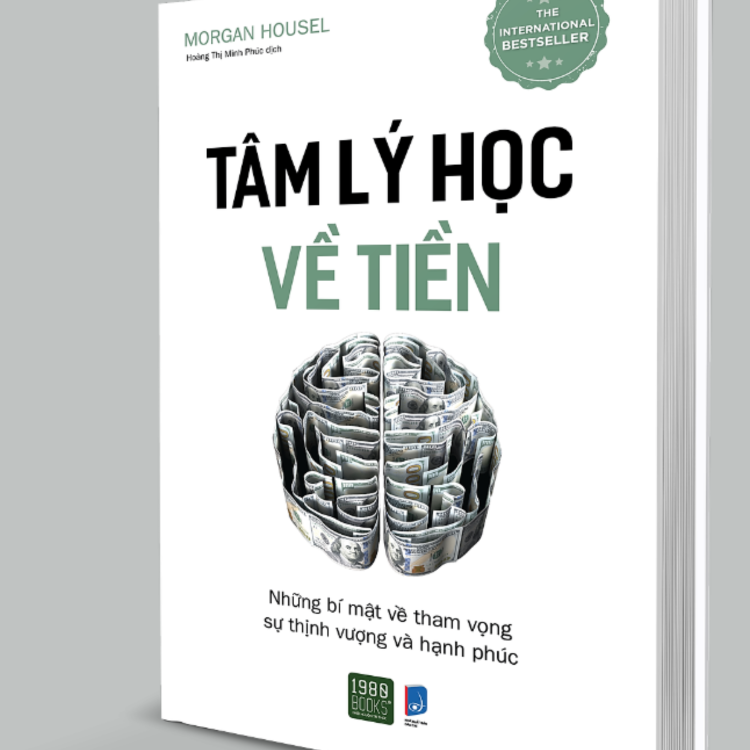 MORGAN HOUSEL
Hoàng Thị Minh Phúc dịch
THE
INTERNATIONAL
BESTSELLER
TÂM LÝ HỌC
VỀ TIỀN
Những bí mật về tham vọng
sự thịnh vượng và hạnh phúc
1980
BOOKS